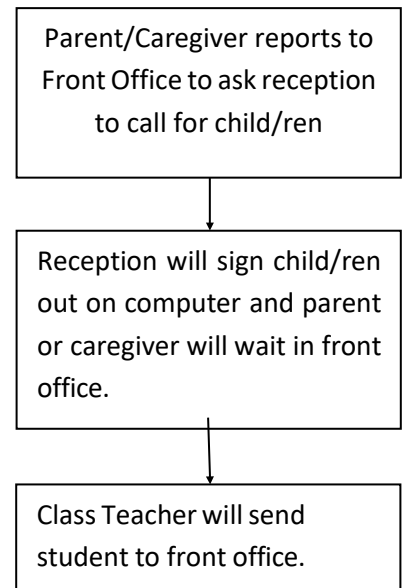 Parent/Caregiver reports to
Front Office to ask reception
to call for child/ren
Reception will sign child/ren
out on computer and parent
or caregiver will wait in front
office.
Class Teacher will send
student to front office.